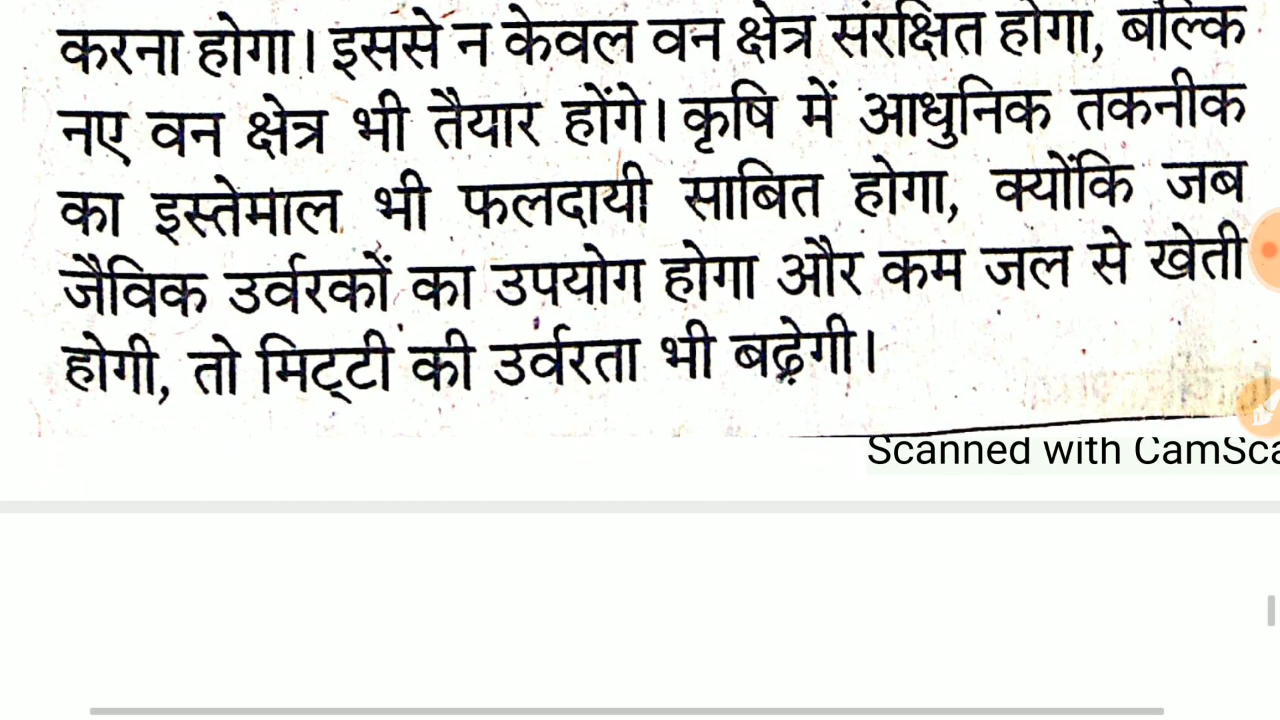 करना होगा। इससे न केवल वन क्षेत्र संरक्षित होगा, बल्कि
नए वन क्षेत्र भी तैयार होंगे। कृषि में आधुनिक तकनीक
का इस्तेमाल भी फलदायी साबित होगा, क्योंकि जब
जैविक उर्वरकों का उपयोग होगा और कम जल से खेती
होगी, तो मिट्टी की उर्वरता भी बढ़ेगी।
Scanned with CamSca